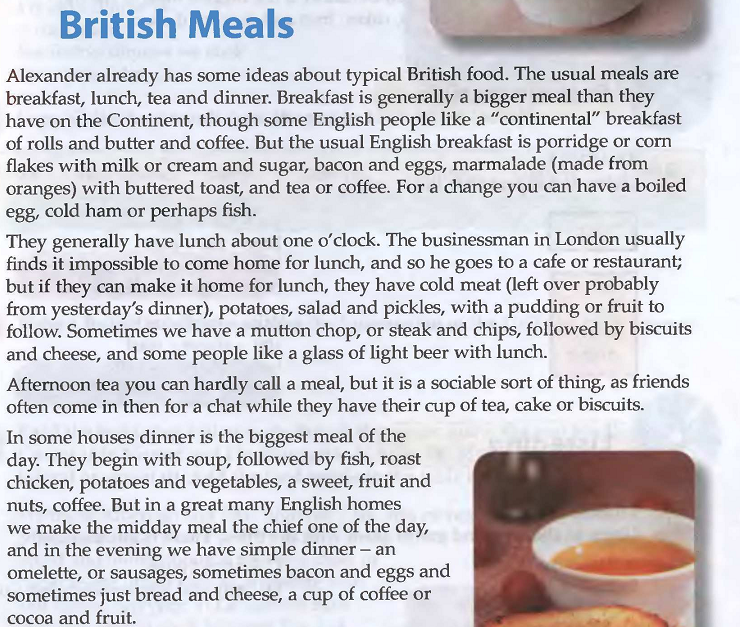 British Meals
Alexander already has some ideas about typical British food. The usual meals are
breakfast, lunch, tea and dinner. Breakfast is generally a bigger meal than they
have on the Continent, though some English people like a “continental” breakfast
of rolls and butter and coffee. But the usual English breakfast is porridge or corn
flakes with milk or cream and sugar, bacon and eggs, marmalade (made from
oranges) with buttered toast, and tea or coffee. For a change you can have a boiled
egg, cold ham or perhaps fish.
They generally have lunch about one o’clock. The businessman in London usually
finds it impossible to come home for lunch, and so he goes to a cafe or restaurant;
but if they can make it home for lunch, they have cold meat (left over probably
from yesterday’s dinner), potatoes, salad and pickles, with a pudding or fruit to
follow. Sometimes we have a mutton chop, or steak and chips, followed by biscuits
and cheese, and some people like a glass of light beer with lunch.
Afternoon tea you can hardly call a meal, but it is a sociable sort of thing, as friends
often come in then for a chat while they have their cup of tea, cake or biscuits.
In some houses dinner is the biggest meal of the
day. They begin with soup, followed by fish, roast
chicken, potatoes and vegetables, a sweet, fruit and
nuts, coffee. But in a great many English homes
we make the midday meal the chief one of the day,
and in the evening we have simple dinner – an
omelette, or sausages, sometimes bacon and eggs and
sometimes just bread and cheese, a cup of coffee or
cocoa and fruit.